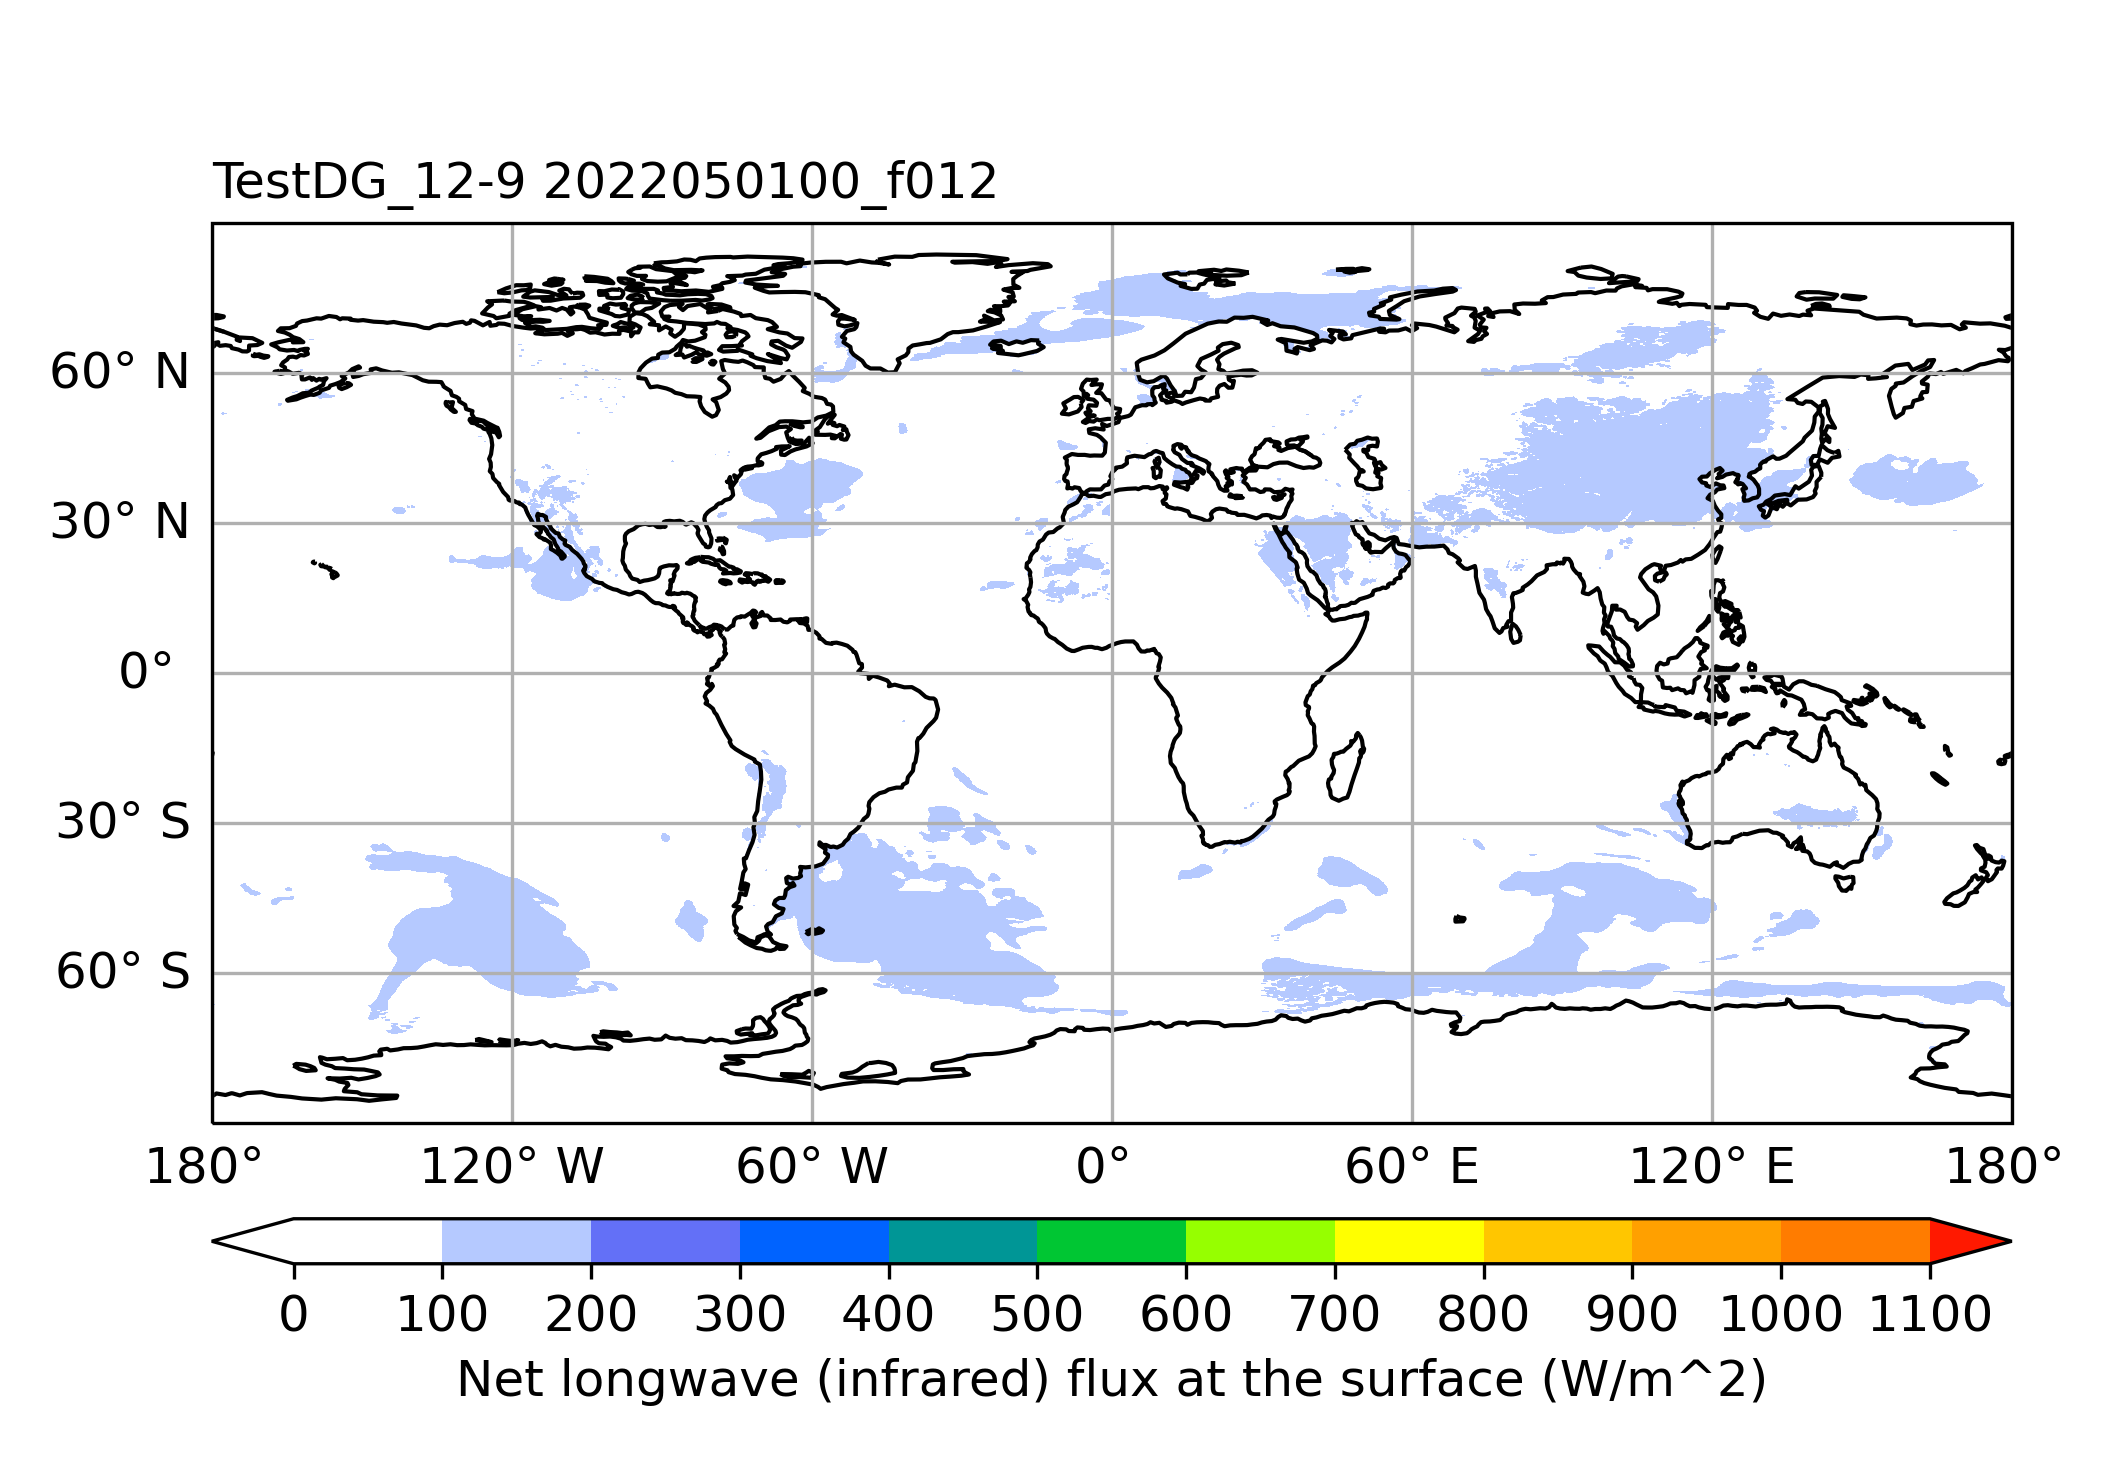 TestDG_12-9 2022050100_f012
60° N
30° N
0°
30° S
60° S
180° 120° W 60° W 0° 60° E 120° E 180°
0 100 200 300 400 500 600 700 800 900 1000 1100
Net longwave (infrared) flux at the surface (W/m^2)